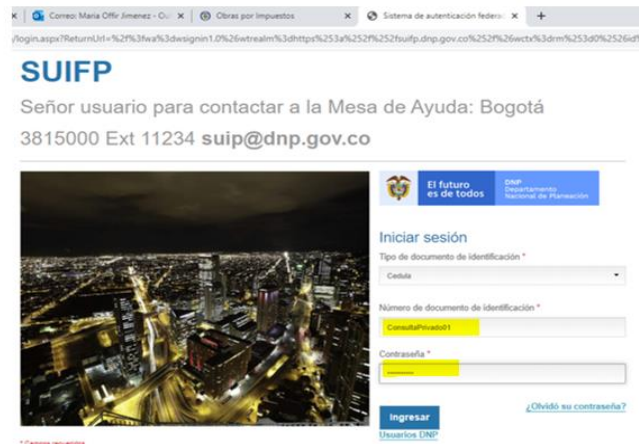 Correo: Maria Offir Jimenez - Ou
Obras por Impuestos
Sistema de autenticación federa
/login.aspx?ReturnUrl=%2f%3fwa%3dwsignin1.0%26wtrealm%3dhttps%253a%252f%252fsuifp.dnp.gov.co%252f%26wctx%3drm%253d0%2526id%
SUIFP
Señor usuario para contactar a la Mesa de Ayuda: Bogotá
3815000 Ext 11234 suip@dnp.gov.co
El futuro
es de todos
DNP
Departamento
Nacional de Planeación
Iniciar sesión
Tipo de documento de identificación *
Cedula
Número de documento de identificación *
ConsultaPrivado01
Contraseña *
Ingresar
¿Olvidó su contraseña?
Usuarios DNP
* Campos requeridos